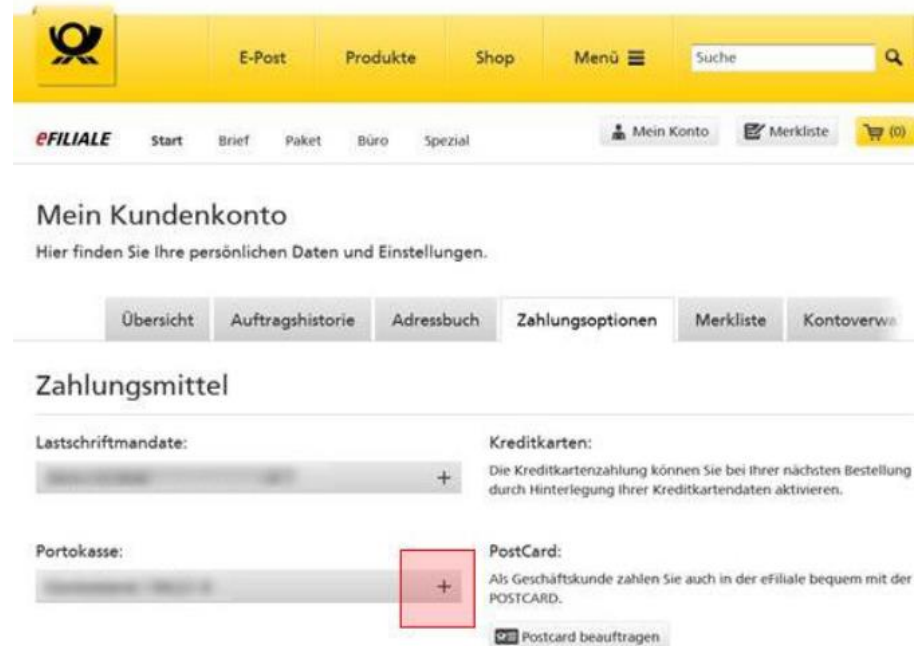 E-Post Produkte Shop Menü Suche
eFILIALE Start Brief Paket Büro Spezial Mein Konto Merkliste (0)
Mein Kundenkonto
Hier finden Sie Ihre persönlichen Daten und Einstellungen.
Übersicht Auftragshistorie Adressbuch Zahlungsoptionen Merkliste Kontoverwa
Zahlungsmittel
Lastschriftmandate:
+
Kreditkarten:
Die Kreditkartenzahlung können Sie bei Ihrer nächsten Bestellung
durch Hinterlegung Ihrer Kreditkartendaten aktivieren.
Portokasse:
+
PostCard:
Als Geschäftskunde zahlen Sie auch in der eFiliale bequem mit der
POSTCARD.
Postcard beauftragen